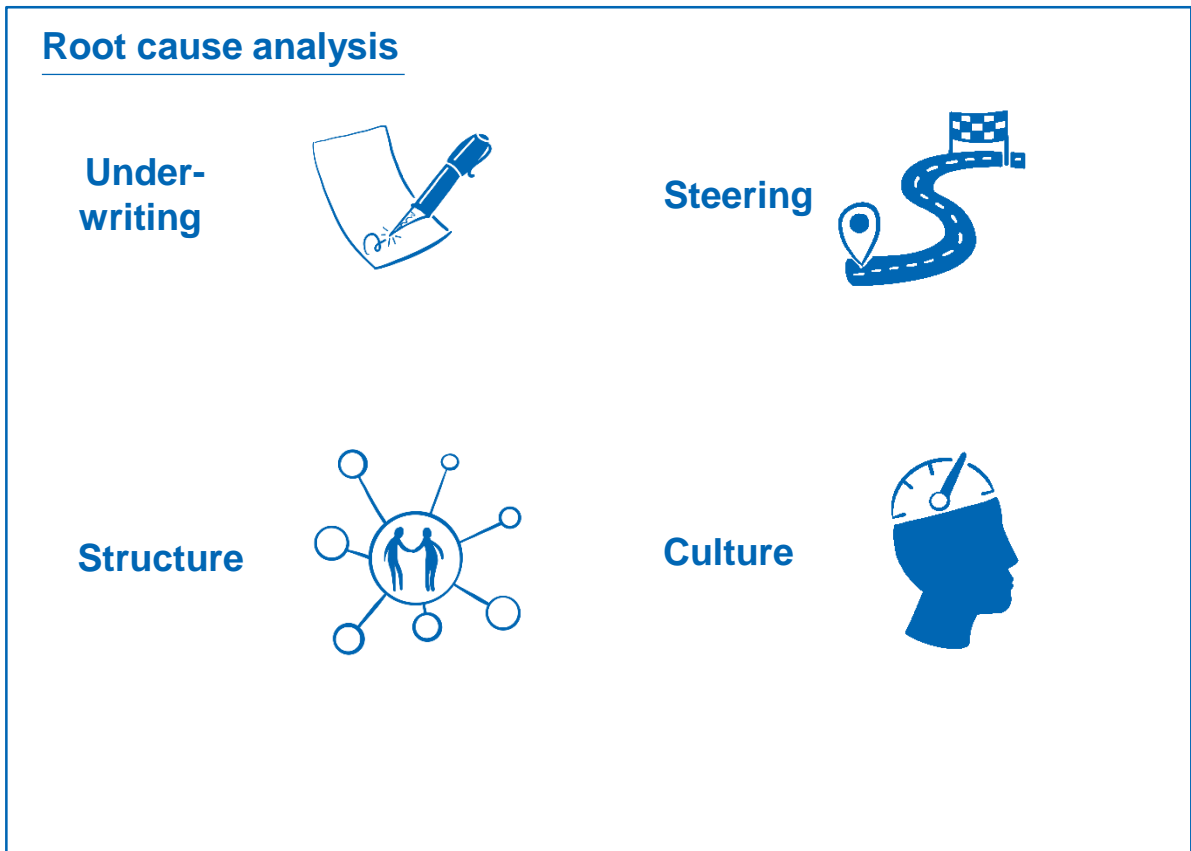 Root cause analysis
Under-
writing
Steering
Structure
Culture